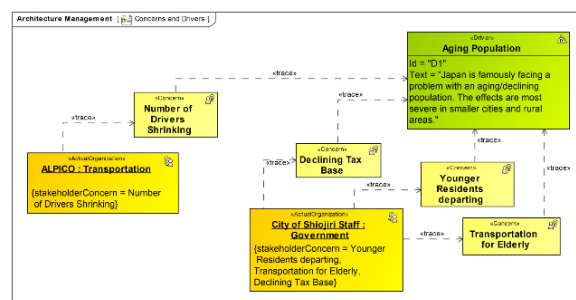 Architecture Management [ Concerns and Drivers ]
«Driver»
Aging Population
Id = "D1"
Text = "Japan is famously facing a
problem with an aging/declining
population. The effects are most
severe in smaller cities and rural
areas."
«trace»
«Concern»
Number of
Drivers
Shrinking
«trace»
«trace»
«ActualOrganization»
ALPICO : Transportation
{stakeholderConcern = Number
of Drivers Shrinking}
«Concern»
Declining Tax
Base
«trace»
«trace»
«trace»
«Concern»
Younger
Residents
departing
«trace»
«trace»
«ActualOrganization»
City of Shiojiri Staff :
Government
{stakeholderConcern = Younger
Residents departing,
Transportation for Elderly,
Declining Tax Base}
«trace»
«Concern»
Transportation
for Elderly